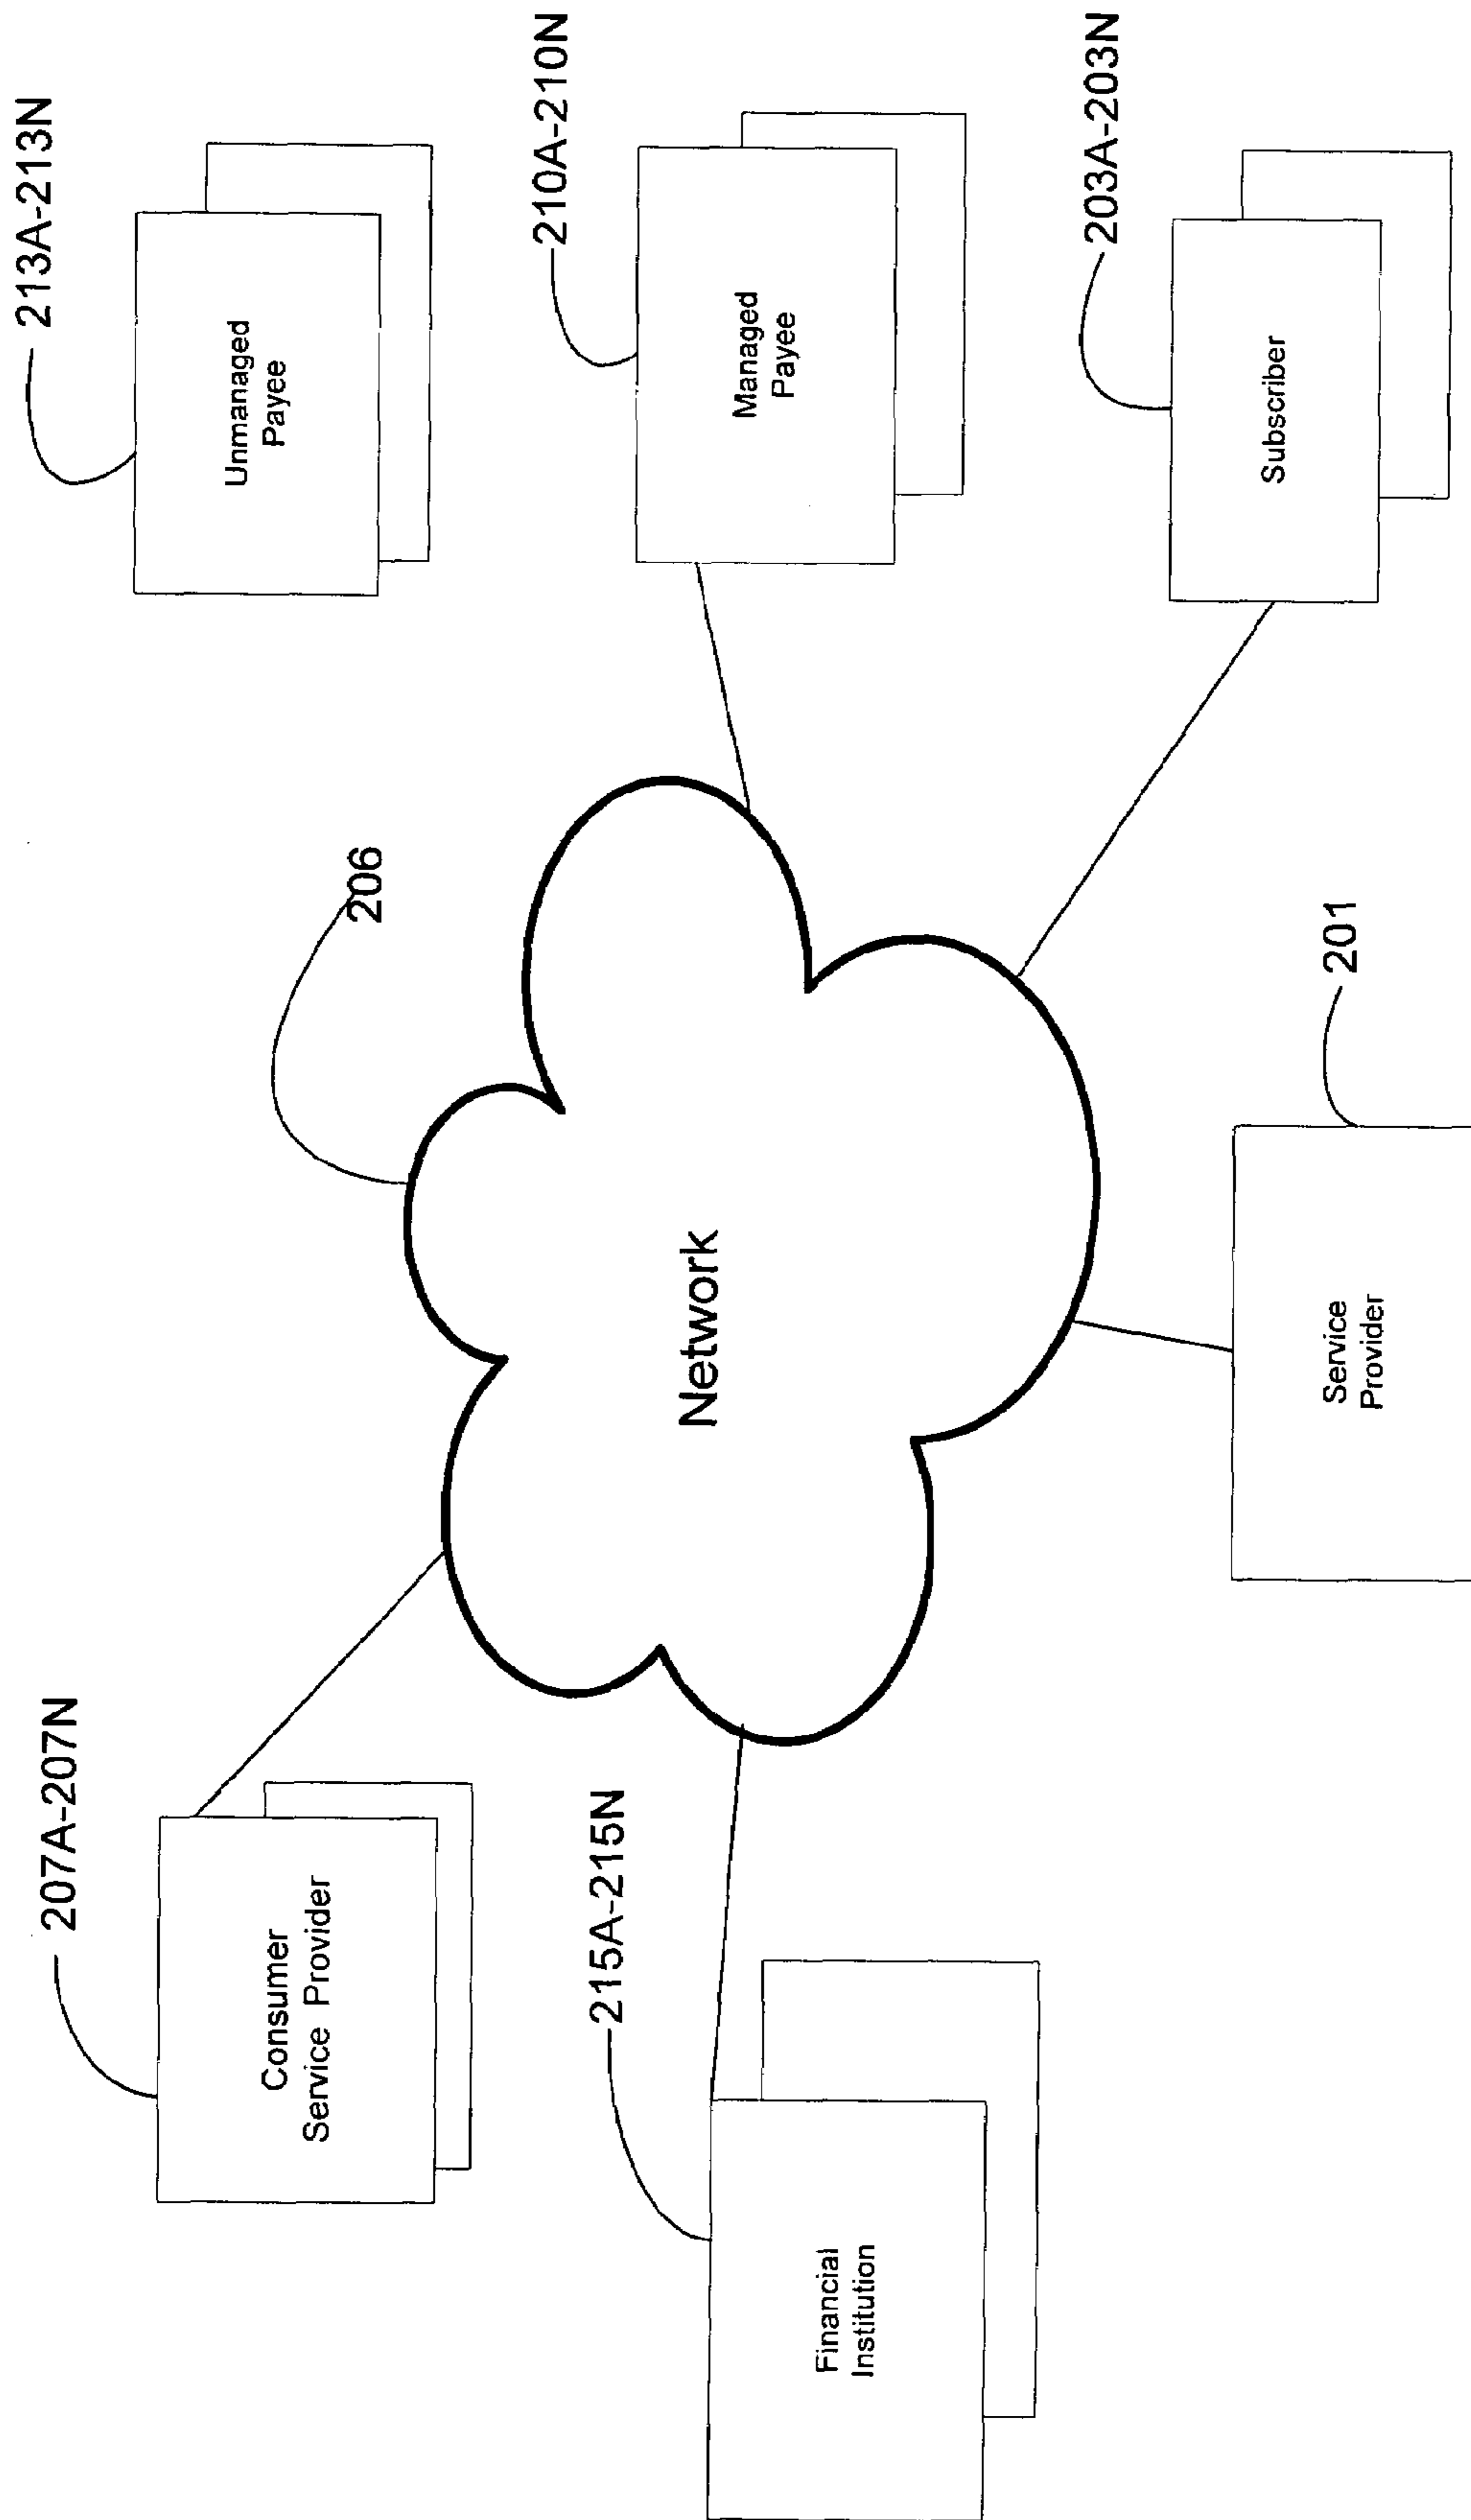 207A-207N
Consumer
Service Provider
206
213A-213N
Unmanaged
Payee
215A-215N
Financial
Institution
Network
210A-210N
Managed
Payee
Service
Provider
201
203A-203N
Subscriber